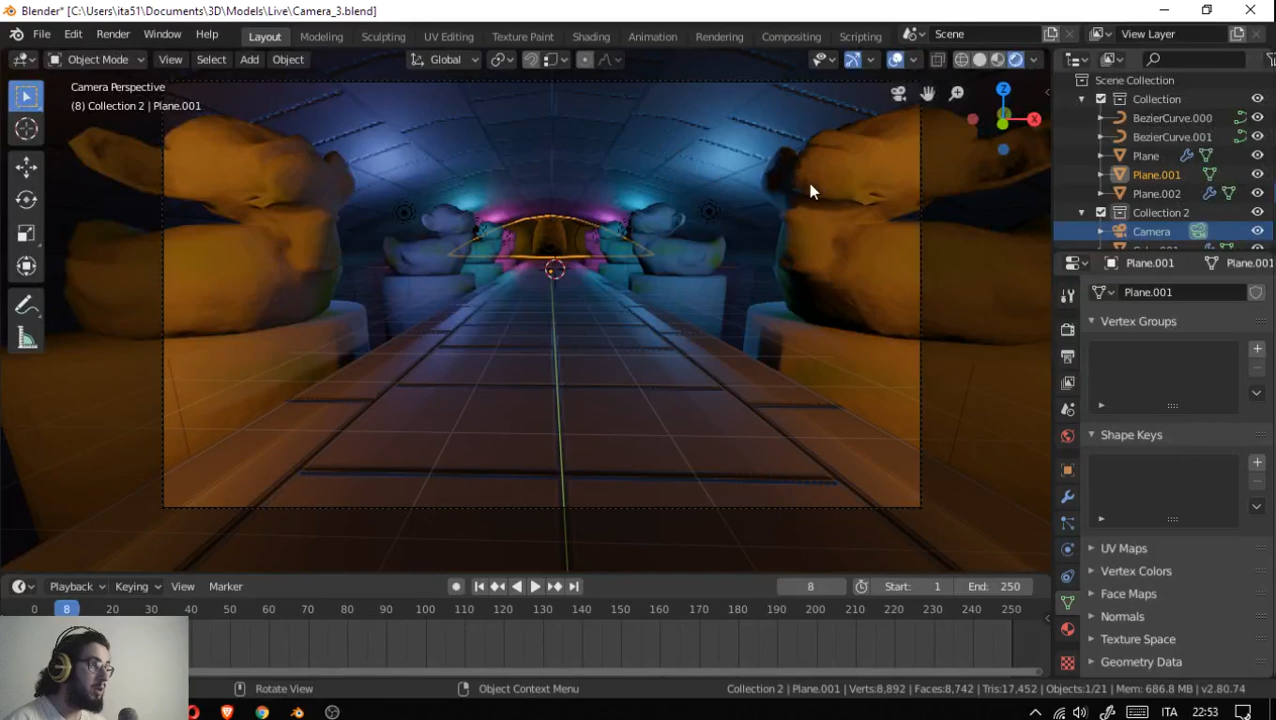 Blender* [C:\Users\ita51\Documents\3D\Models\Live\Camera_3.blend]
File Edit Render Window Help Layout Modeling Sculpting UV Editing Texture Paint Shading Animation Rendering Compositing Scripting Scene View Layer
Object Mode View Select Add Object Global
Camera Perspective
(8) Collection 2 | Plane.001
Z
X
Scene Collection
Collection
BezierCurve.000
BezierCurve.001
Plane
Plane.001
Plane.002
Collection 2
Camera
Plane.001 Plane.001
Plane.001
Vertex Groups
Shape Keys
UV Maps
Vertex Colors
Face Maps
Normals
Texture Space
Geometry Data
Playback Keying View Marker 8 Start: 1 End: 250
0 8 20 30 40 50 60 70 80 90 100 110 120 130 140 150 160 170 180 190 200 210 220 230 240 250
Rotate View Object Context Menu Collection 2 | Plane.001 | Verts:8,892 | Faces:8,742 | Tris:17,452 | Objects:1/21 | Mem: 686.8 MB | v2.80.74
ITA 22:53